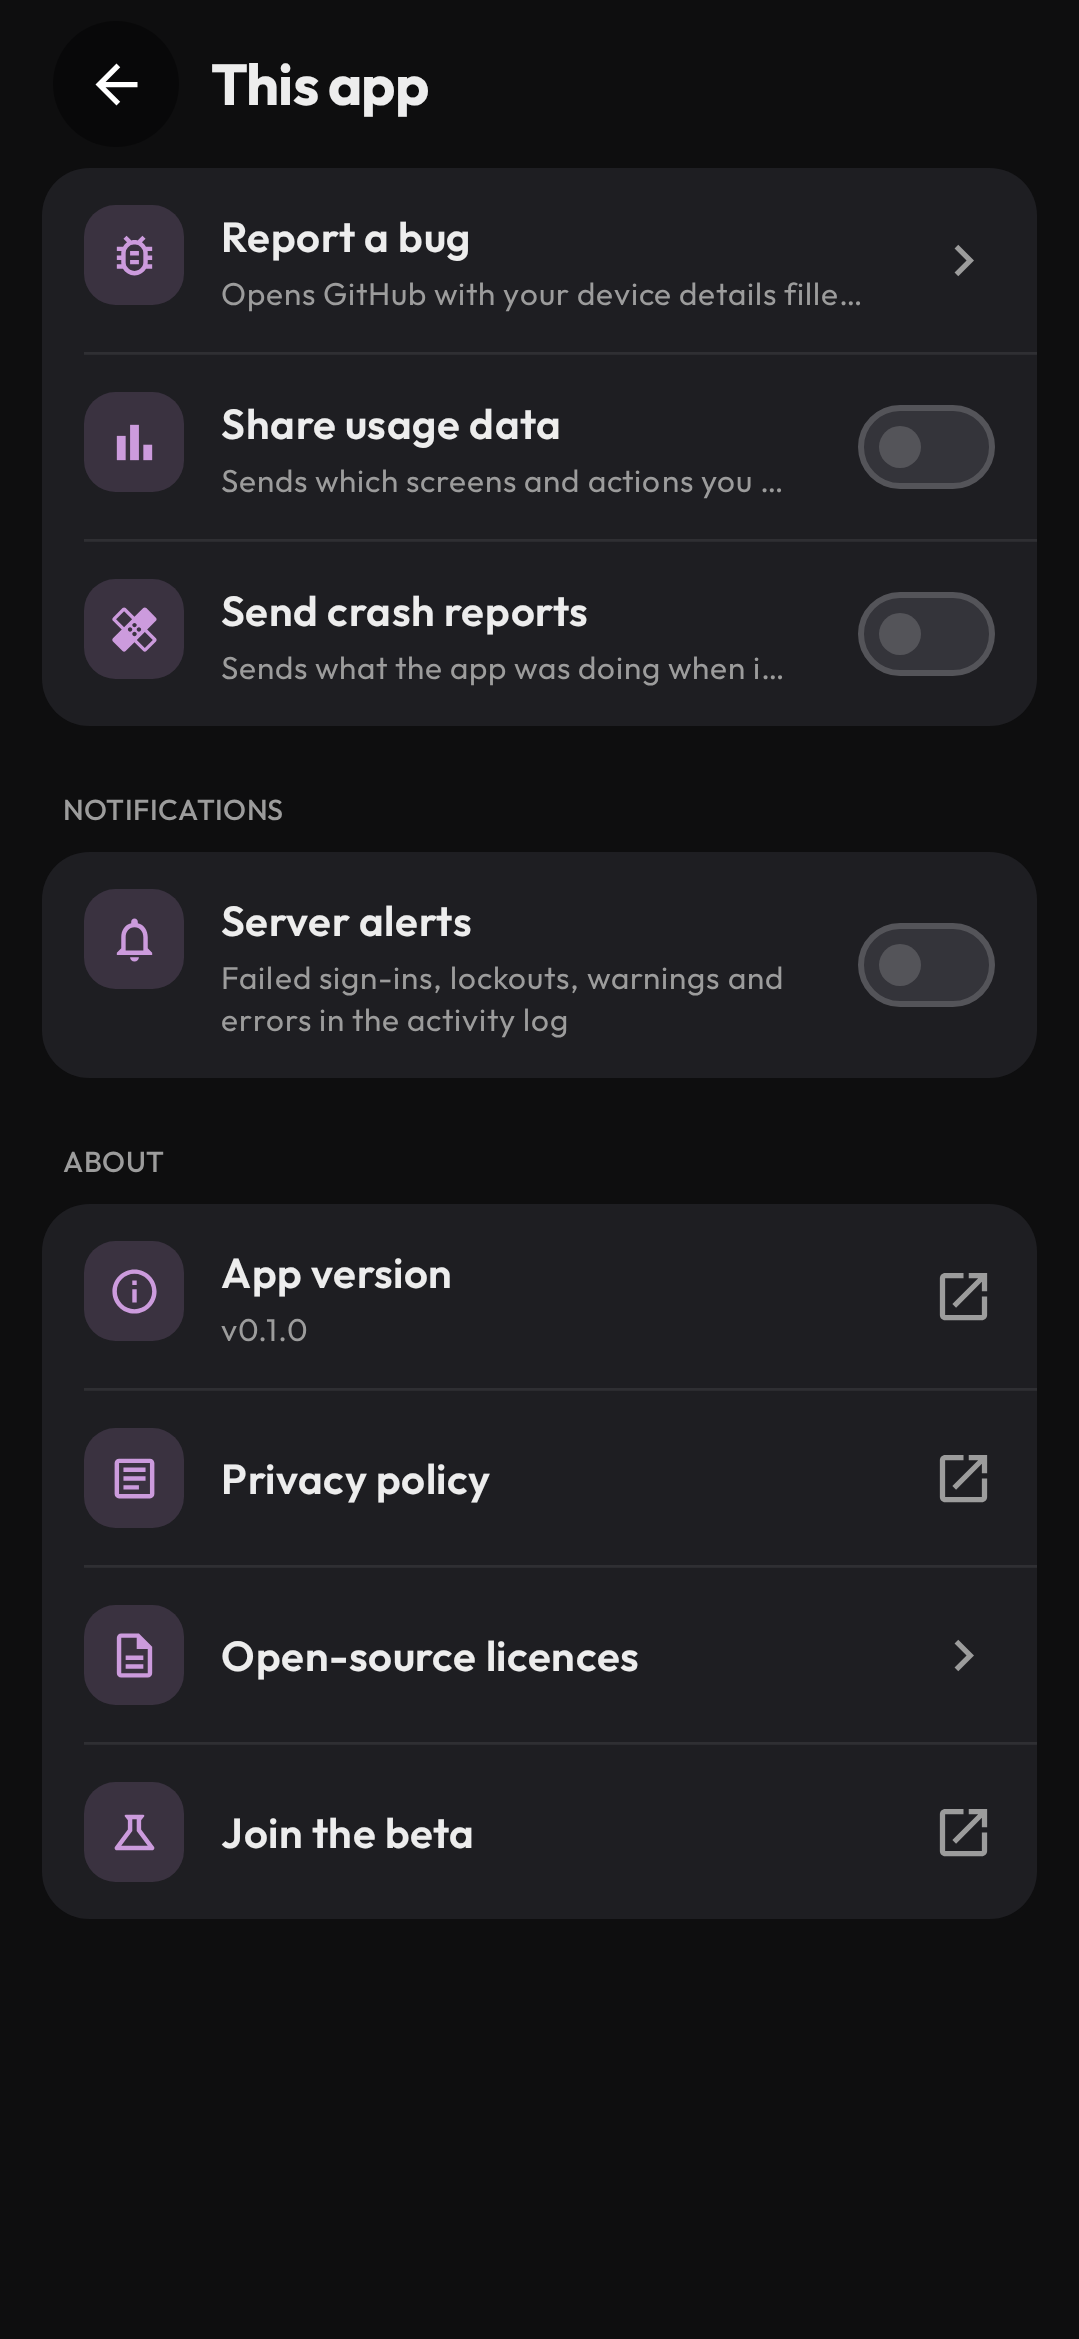 This app
Report a bug
Opens GitHub with your device details fille...
Share usage data
Sends which screens and actions you ...
Send crash reports
Sends what the app was doing when i...
NOTIFICATIONS
Server alerts
Failed sign-ins, lockouts, warnings and
errors in the activity log
ABOUT
App version
v0.1.0
Privacy policy
Open-source licences
Join the beta